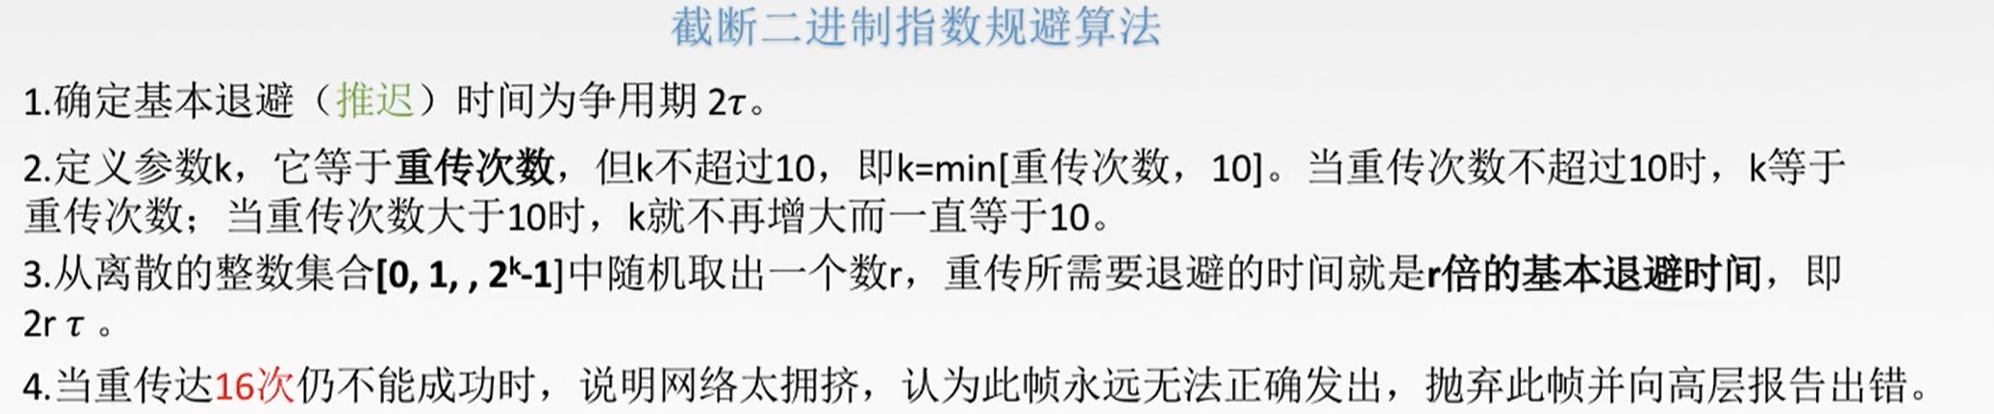 截断二进制指数规避算法
1.确定基本退避（推迟）时间为争用期 2τ。
2.定义参数k，它等于重传次数，但k不超过10，即k=min[重传次数，10]。当重传次数不超过10时，k等于
重传次数；当重传次数大于10时，k就不再增大而一直等于10。
3.从离散的整数集合[0, 1, , 2ᵏ-1]中随机取出一个数r，重传所需要退避的时间就是r倍的基本退避时间，即
2r τ 。
4.当重传达16次仍不能成功时，说明网络太拥挤，认为此帧永远无法正确发出，抛弃此帧并向高层报告出错。